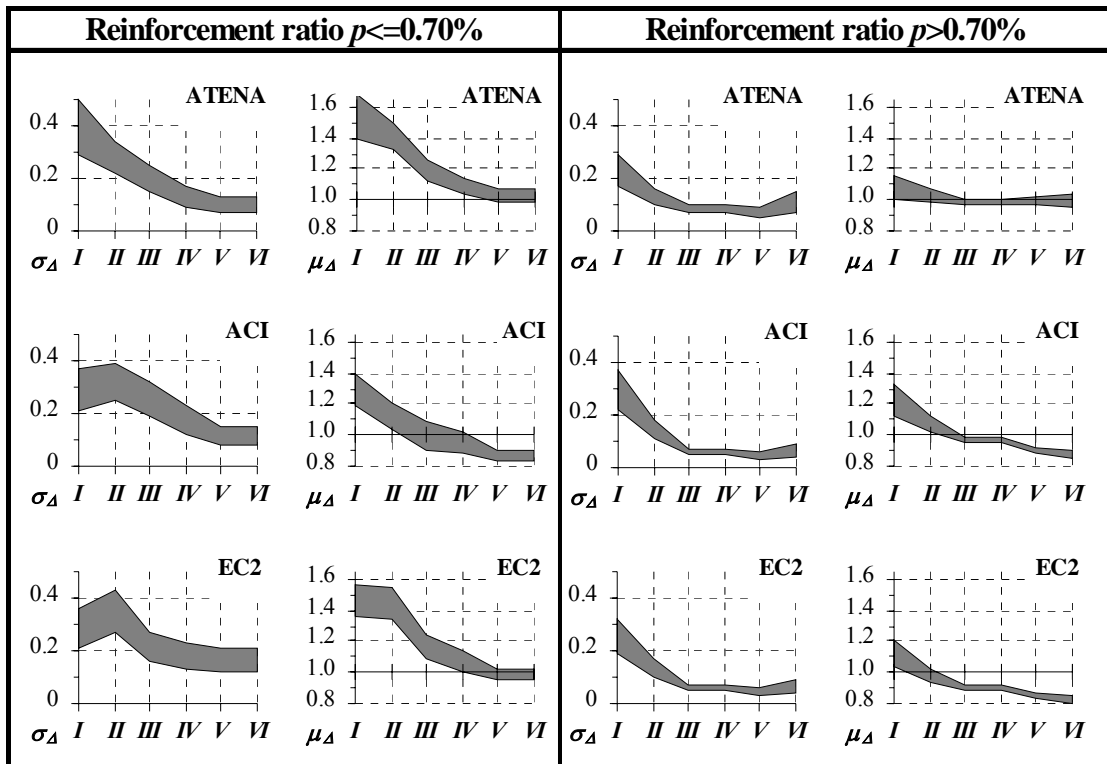 Reinforcement ratio p<=0.70%
Reinforcement ratio p>0.70%
ATENA
0.4
0.2
0
σΔ I II III IV V VI
ATENA
1.6
1.4
1.2
1.0
0.8
μΔ I II III IV V VI
ATENA
0.4
0.2
0
σΔ I II III IV V VI
ATENA
1.6
1.4
1.2
1.0
0.8
μΔ I II III IV V VI
ACI
0.4
0.2
0
σΔ I II III IV V VI
ACI
1.6
1.4
1.2
1.0
0.8
μΔ I II III IV V VI
ACI
0.4
0.2
0
σΔ I II III IV V VI
ACI
1.6
1.4
1.2
1.0
0.8
μΔ I II III IV V VI
EC2
0.4
0.2
0
σΔ I II III IV V VI
EC2
1.6
1.4
1.2
1.0
0.8
μΔ I II III IV V VI
EC2
0.4
0.2
0
σΔ I II III IV V VI
EC2
1.6
1.4
1.2
1.0
0.8
μΔ I II III IV V VI